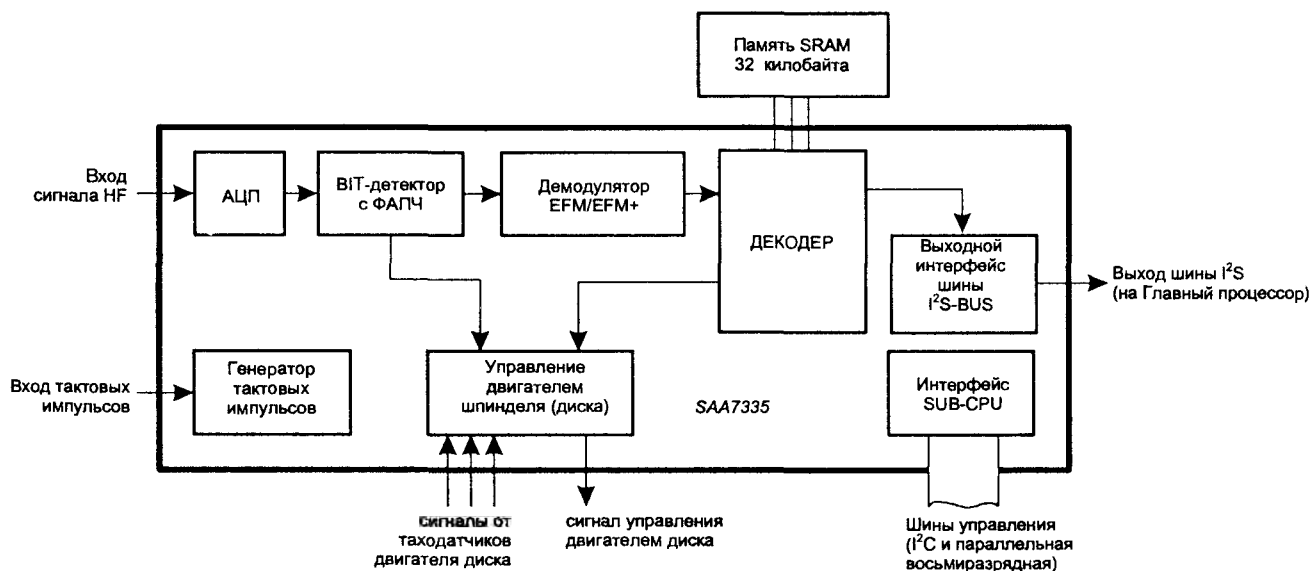 Память SRAM
32 килобайта
Вход
сигнала HF
АЦП
BIT-детектор
с ФАПЧ
Демодулятор
EFM/EFM+
ДЕКОДЕР
Выходной
интерфейс
шины
I²S-BUS
Выход шины I²S
(на Главный процессор)
Вход тактовых
импульсов
Генератор
тактовых
импульсов
Управление
двигателем
шпинделя (диска)
SAA7335
Интерфейс
SUB-CPU
сигналы от
таходатчиков
двигателя диска
сигнал управления
двигателем диска
Шины управления
(I²C и параллельная
восьмиразрядная)